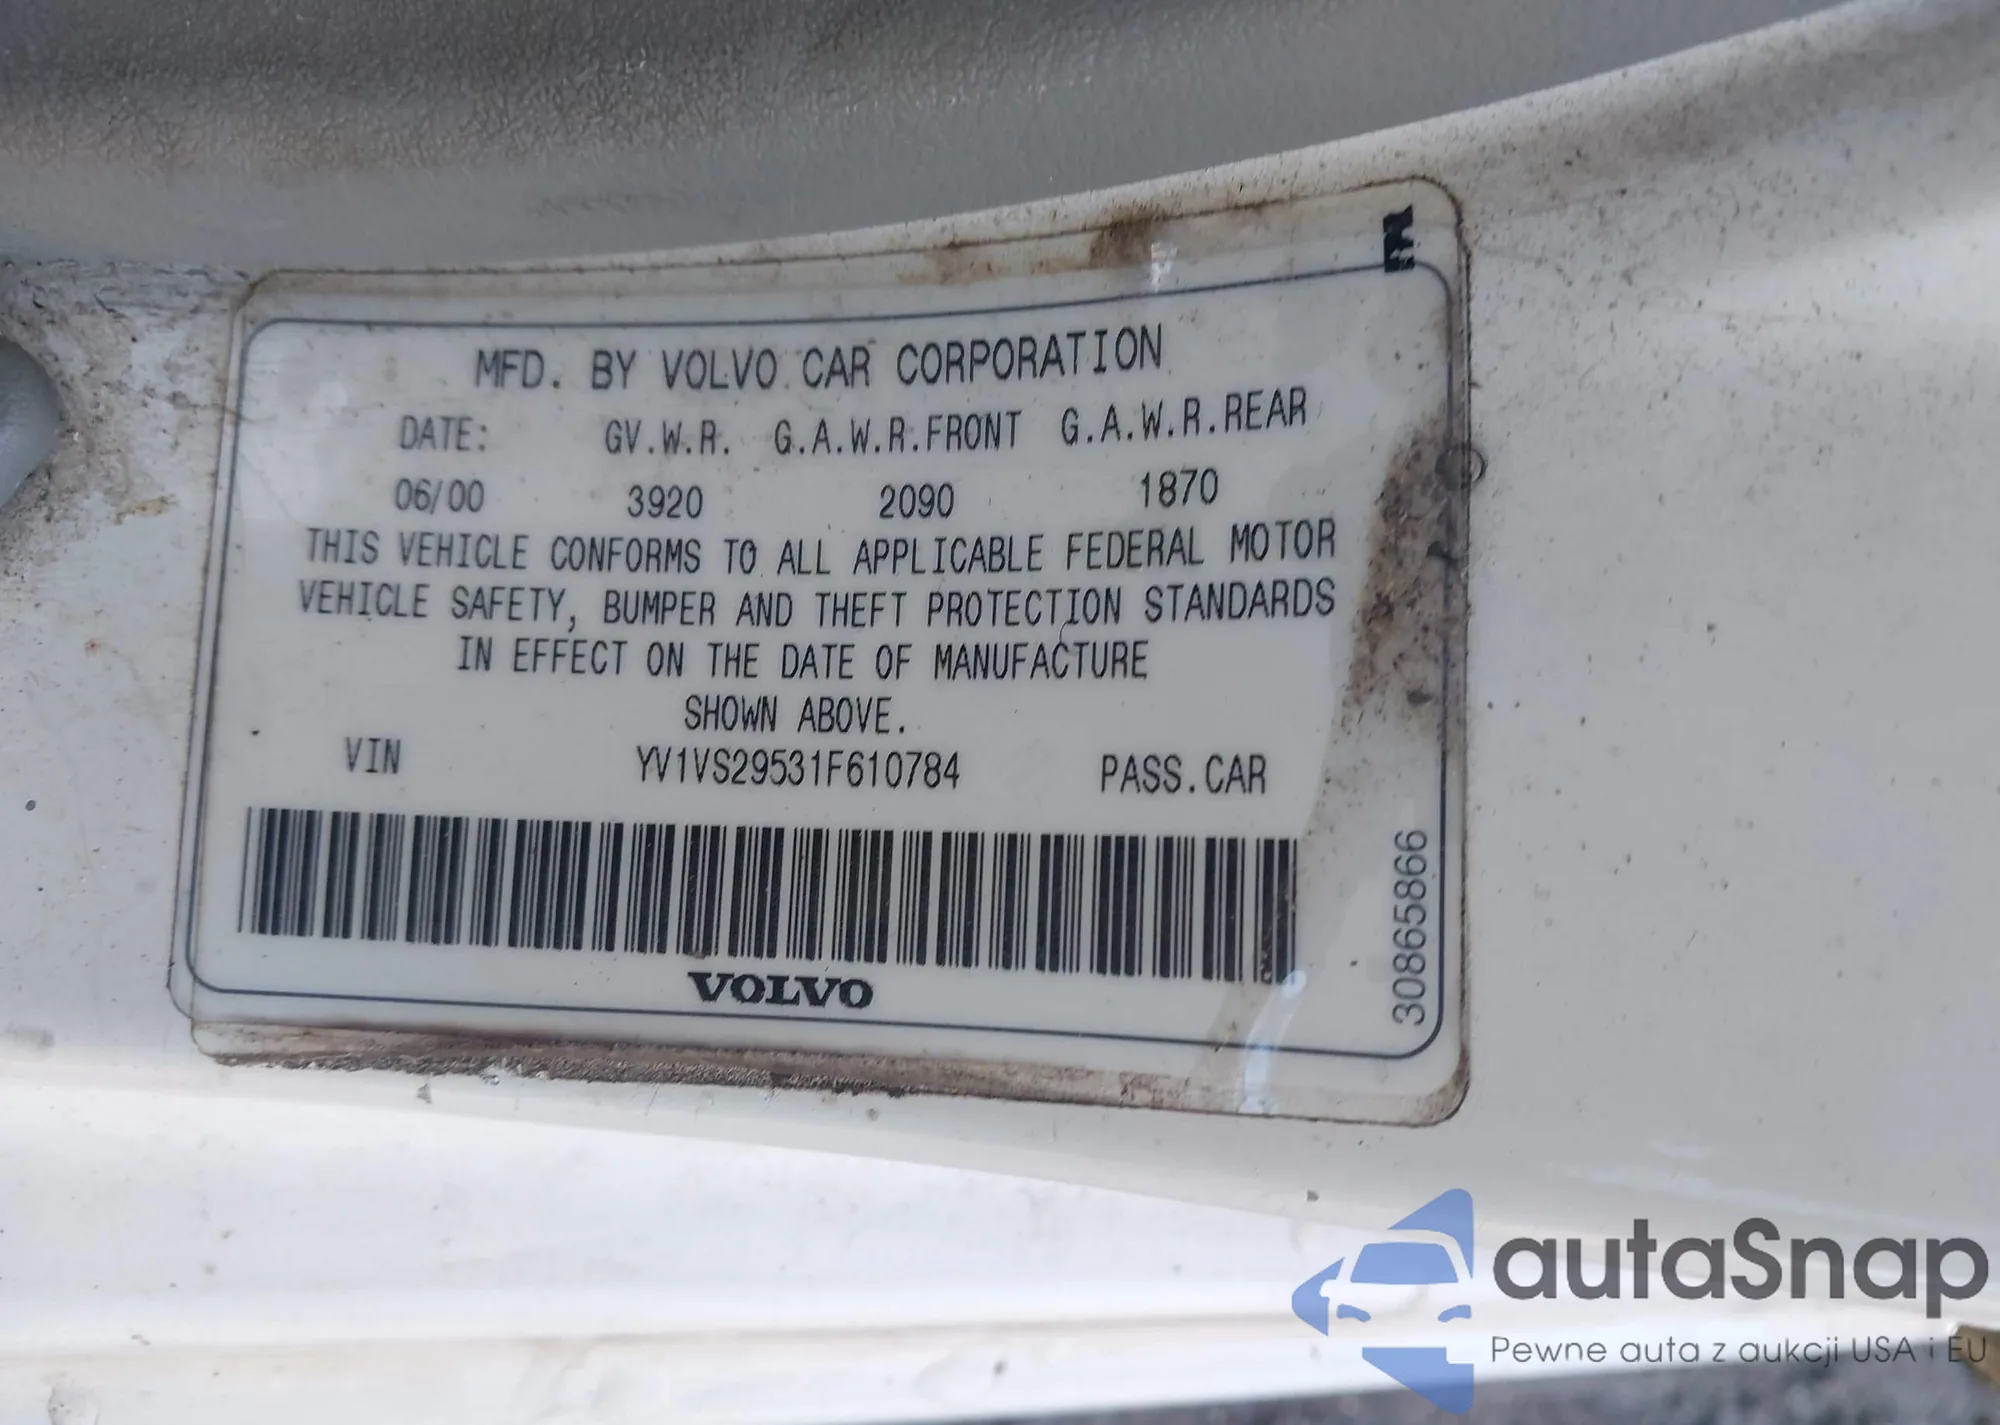 MFD. BY VOLVO CAR CORPORATION
DATE: GV.W.R. G.A.W.R.FRONT G.A.W.R.REAR
06/00 3920 2090 1870
THIS VEHICLE CONFORMS TO ALL APPLICABLE FEDERAL MOTOR
VEHICLE SAFETY, BUMPER AND THEFT PROTECTION STANDARDS
IN EFFECT ON THE DATE OF MANUFACTURE
SHOWN ABOVE.
VIN YV1VS29531F610784 PASS.CAR
VOLVO
30865866
autaSnap
Pewne auta z aukcji USA i EU